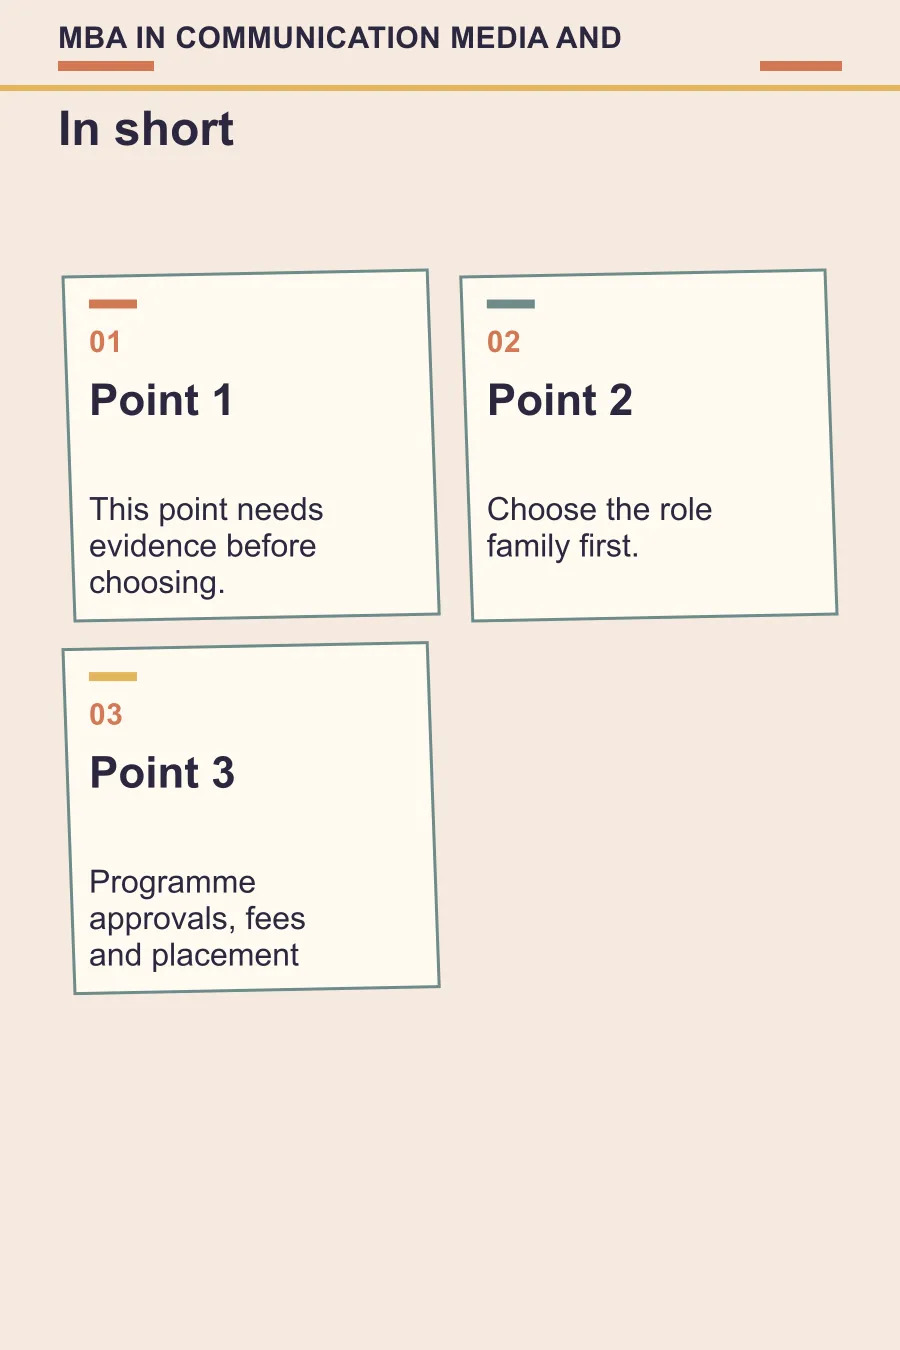 MBA IN COMMUNICATION MEDIA AND
In short
01
Point 1
This point needs
evidence before
choosing.
02
Point 2
Choose the role
family first.
03
Point 3
Programme
approvals, fees
and placement